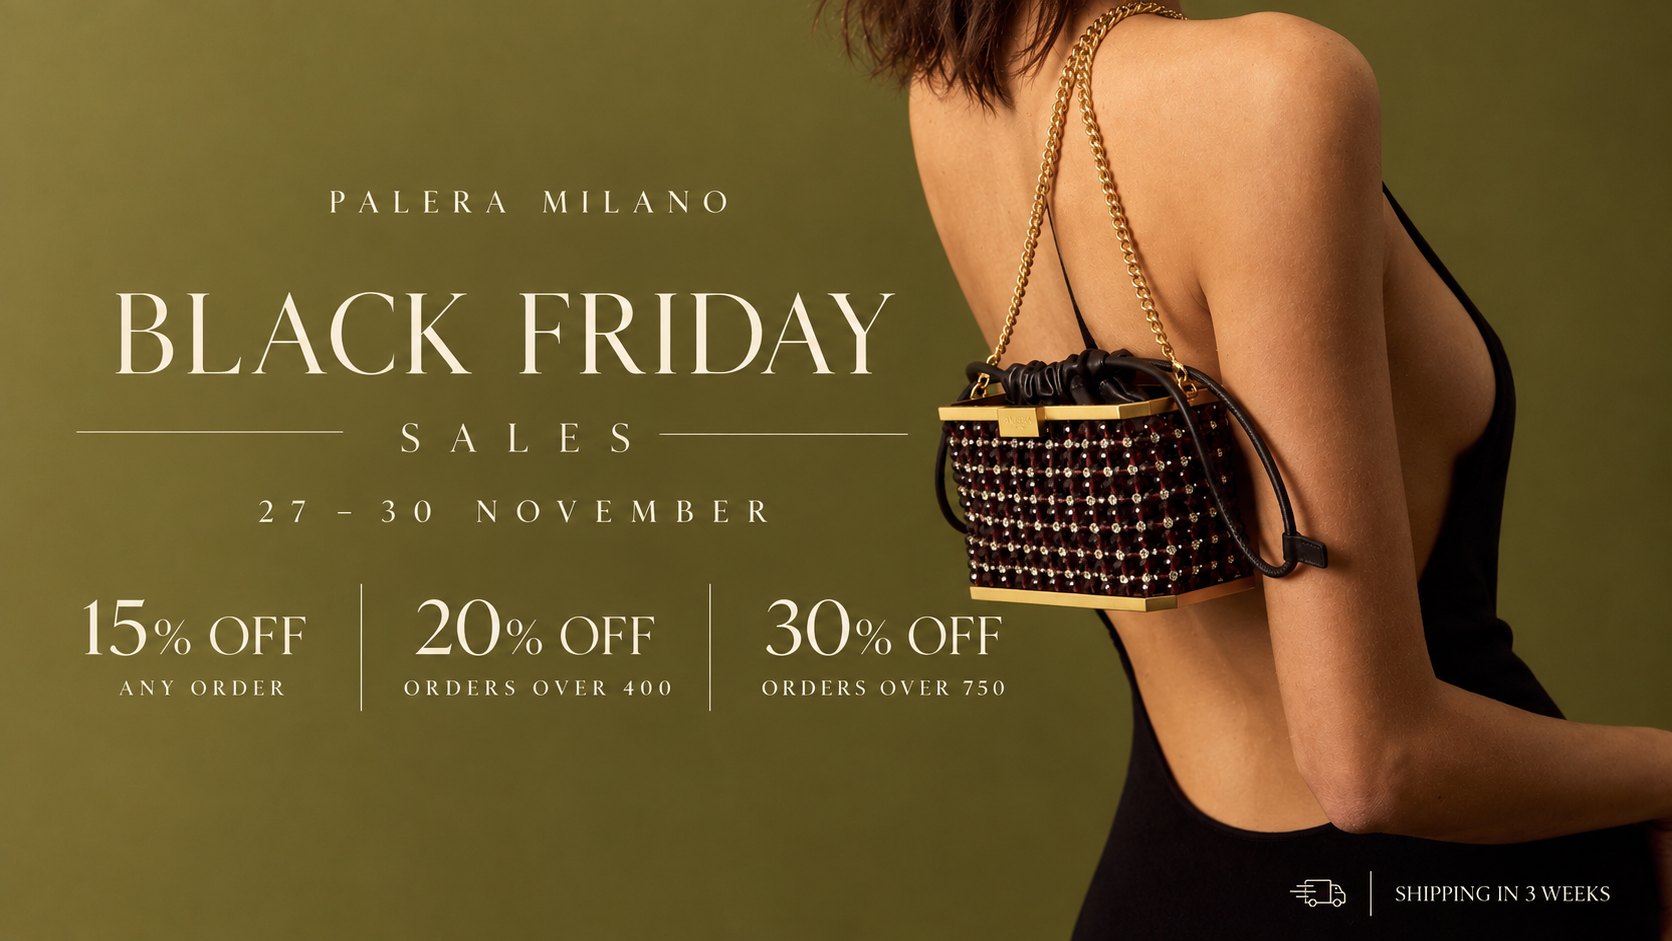 PALERA MILANO
BLACK FRIDAY
SALES
27 – 30 NOVEMBER
15% OFF
ANY ORDER
20% OFF
ORDERS OVER 400
30% OFF
ORDERS OVER 750
SHIPPING IN 3 WEEKS